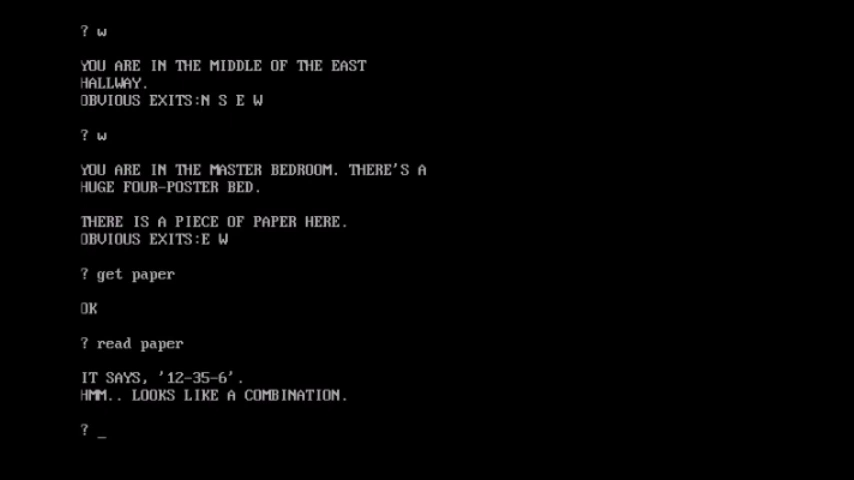 ? w
YOU ARE IN THE MIDDLE OF THE EAST
HALLWAY.
OBVIOUS EXITS:N S E W
? w
YOU ARE IN THE MASTER BEDROOM. THERE'S A
HUGE FOUR-POSTER BED.
THERE IS A PIECE OF PAPER HERE.
OBVIOUS EXITS:E W
? get paper
OK
? read paper
IT SAYS, '12-35-6'.
HMM.. LOOKS LIKE A COMBINATION.
? _